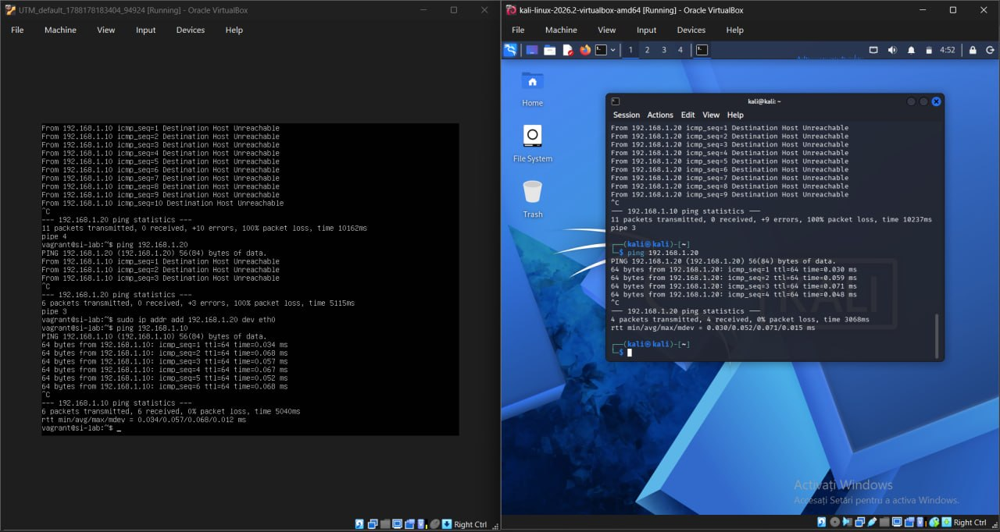 UTM_default_1788178183404_94924 [Running] - Oracle VirtualBox
File Machine View Input Devices Help
From 192.168.1.10 icmp_seq=1 Destination Host Unreachable
From 192.168.1.10 icmp_seq=2 Destination Host Unreachable
From 192.168.1.10 icmp_seq=3 Destination Host Unreachable
From 192.168.1.10 icmp_seq=4 Destination Host Unreachable
From 192.168.1.10 icmp_seq=5 Destination Host Unreachable
From 192.168.1.10 icmp_seq=6 Destination Host Unreachable
From 192.168.1.10 icmp_seq=7 Destination Host Unreachable
From 192.168.1.10 icmp_seq=8 Destination Host Unreachable
From 192.168.1.10 icmp_seq=9 Destination Host Unreachable
From 192.168.1.10 icmp_seq=10 Destination Host Unreachable
^C
--- 192.168.1.20 ping statistics ---
11 packets transmitted, 0 received, +10 errors, 100% packet loss, time 10162ms
pipe 4
vagrant@si-lab:~$ ping 192.168.1.20
PING 192.168.1.20 (192.168.1.20) 56(84) bytes of data.
From 192.168.1.10 icmp_seq=1 Destination Host Unreachable
From 192.168.1.10 icmp_seq=2 Destination Host Unreachable
From 192.168.1.10 icmp_seq=3 Destination Host Unreachable
^C
--- 192.168.1.20 ping statistics ---
6 packets transmitted, 0 received, +3 errors, 100% packet loss, time 5115ms
pipe 3
vagrant@si-lab:~$ sudo ip addr add 192.168.1.20 dev eth0
vagrant@si-lab:~$ ping 192.168.1.10
PING 192.168.1.10 (192.168.1.10) 56(84) bytes of data.
64 bytes from 192.168.1.10: icmp_seq=1 ttl=64 time=0.034 ms
64 bytes from 192.168.1.10: icmp_seq=2 ttl=64 time=0.068 ms
64 bytes from 192.168.1.10: icmp_seq=3 ttl=64 time=0.057 ms
64 bytes from 192.168.1.10: icmp_seq=4 ttl=64 time=0.067 ms
64 bytes from 192.168.1.10: icmp_seq=5 ttl=64 time=0.052 ms
64 bytes from 192.168.1.10: icmp_seq=6 ttl=64 time=0.068 ms
^C
--- 192.168.1.10 ping statistics ---
6 packets transmitted, 6 received, 0% packet loss, time 5040ms
rtt min/avg/max/mdev = 0.034/0.057/0.068/0.012 ms
vagrant@si-lab:~$ _
Right Ctrl
kali-linux-2026.2-virtualbox-amd64 [Running] - Oracle VirtualBox
File Machine View Input Devices Help
1 2 3 4
4:52
Home
File System
Trash
kali@kali: ~
Session Actions Edit View Help
From 192.168.1.20 icmp_seq=1 Destination Host Unreachable
From 192.168.1.20 icmp_seq=2 Destination Host Unreachable
From 192.168.1.20 icmp_seq=3 Destination Host Unreachable
From 192.168.1.20 icmp_seq=4 Destination Host Unreachable
From 192.168.1.20 icmp_seq=5 Destination Host Unreachable
From 192.168.1.20 icmp_seq=6 Destination Host Unreachable
From 192.168.1.20 icmp_seq=7 Destination Host Unreachable
From 192.168.1.20 icmp_seq=8 Destination Host Unreachable
From 192.168.1.20 icmp_seq=9 Destination Host Unreachable
^C
--- 192.168.1.10 ping statistics ---
11 packets transmitted, 0 received, +9 errors, 100% packet loss, time 10237ms
pipe 3
┌──(kali㉿kali)-[~]
└─$ ping 192.168.1.20
PING 192.168.1.20 (192.168.1.20) 56(84) bytes of data.
64 bytes from 192.168.1.20: icmp_seq=1 ttl=64 time=0.030 ms
64 bytes from 192.168.1.20: icmp_seq=2 ttl=64 time=0.059 ms
64 bytes from 192.168.1.20: icmp_seq=3 ttl=64 time=0.071 ms
64 bytes from 192.168.1.20: icmp_seq=4 ttl=64 time=0.048 ms
^C
--- 192.168.1.20 ping statistics ---
4 packets transmitted, 4 received, 0% packet loss, time 3068ms
rtt min/avg/max/mdev = 0.030/0.052/0.071/0.015 ms
┌──(kali㉿kali)-[~]
└─$
KALI
Activați Windows
Accesați Setări pentru a activa Windows.
Right Ctrl